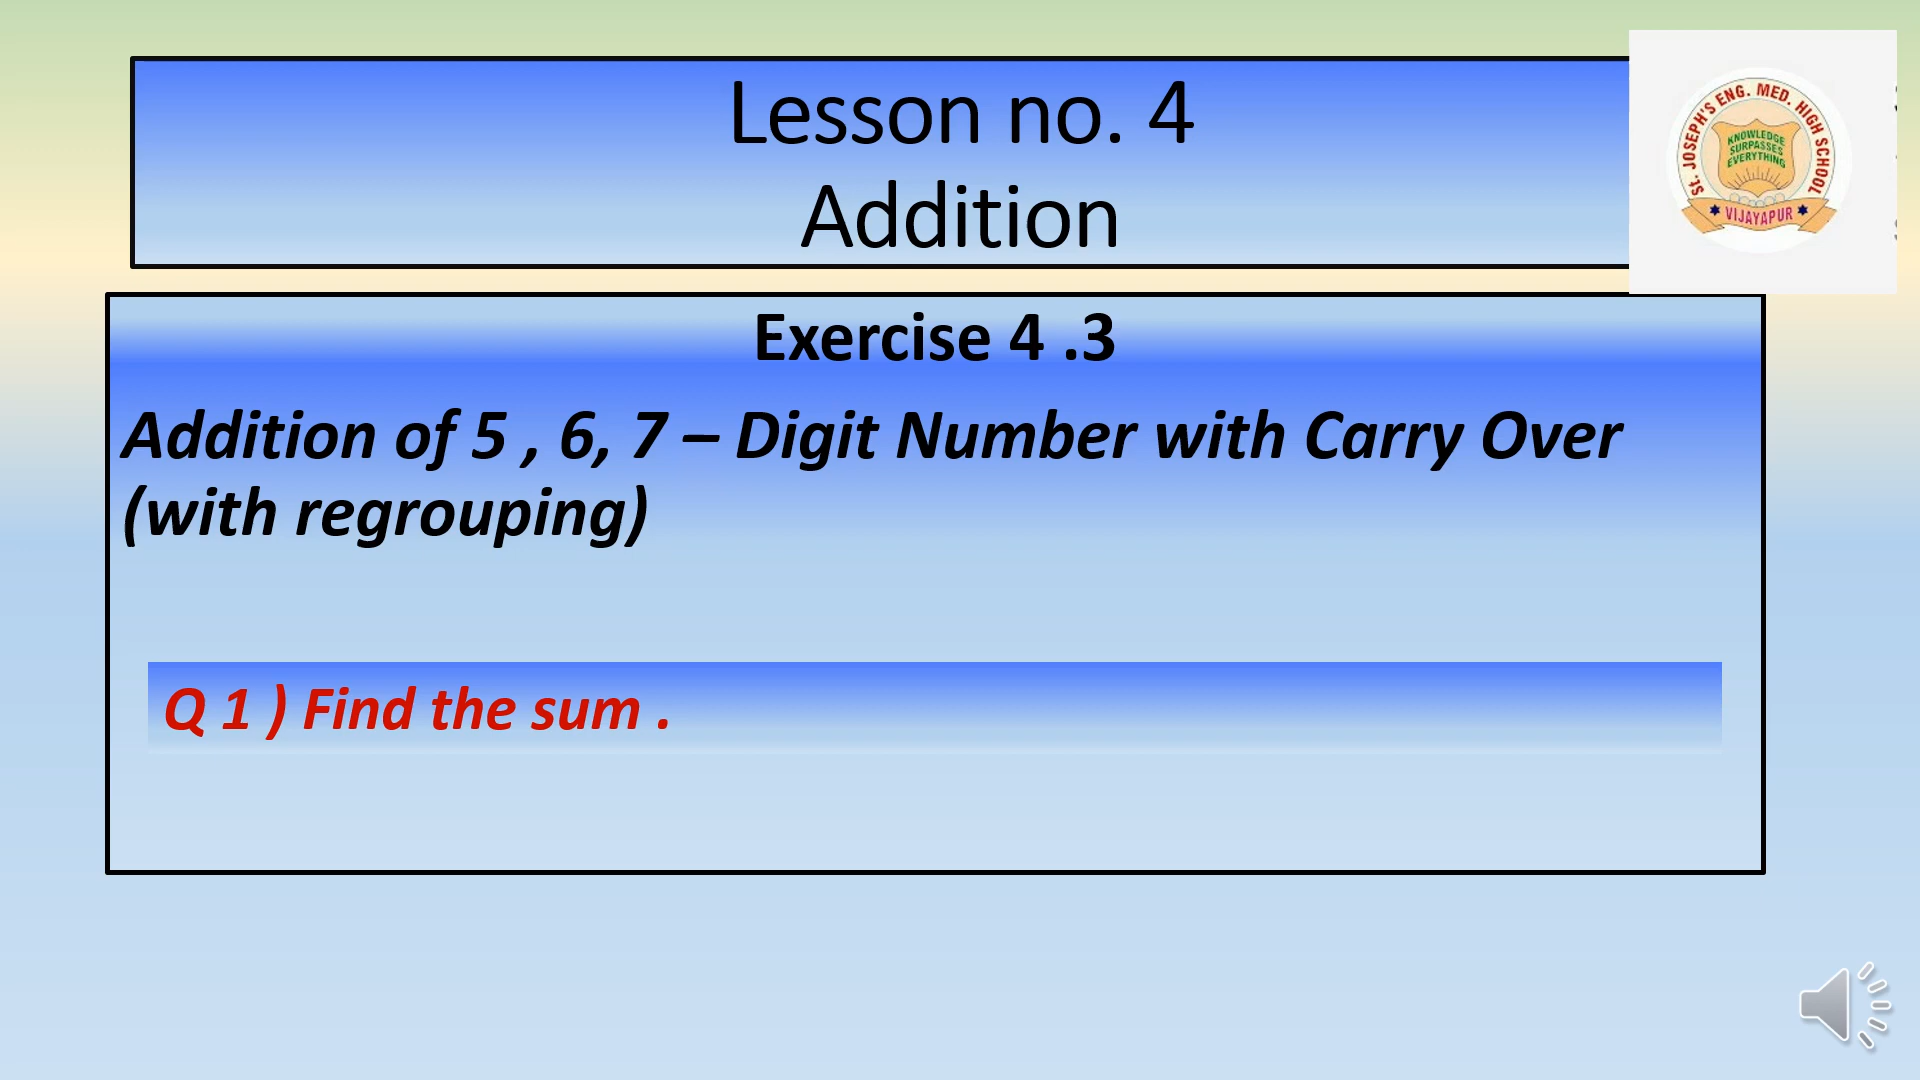 Lesson no. 4
Addition
St. JOSEPH'S ENG. MED. HIGH SCHOOL
KNOWLEDGE
SURPASSES
EVERYTHING
VIJAYAPUR
Exercise 4 .3
Addition of 5 , 6, 7 – Digit Number with Carry Over
(with regrouping)
Q 1 ) Find the sum .